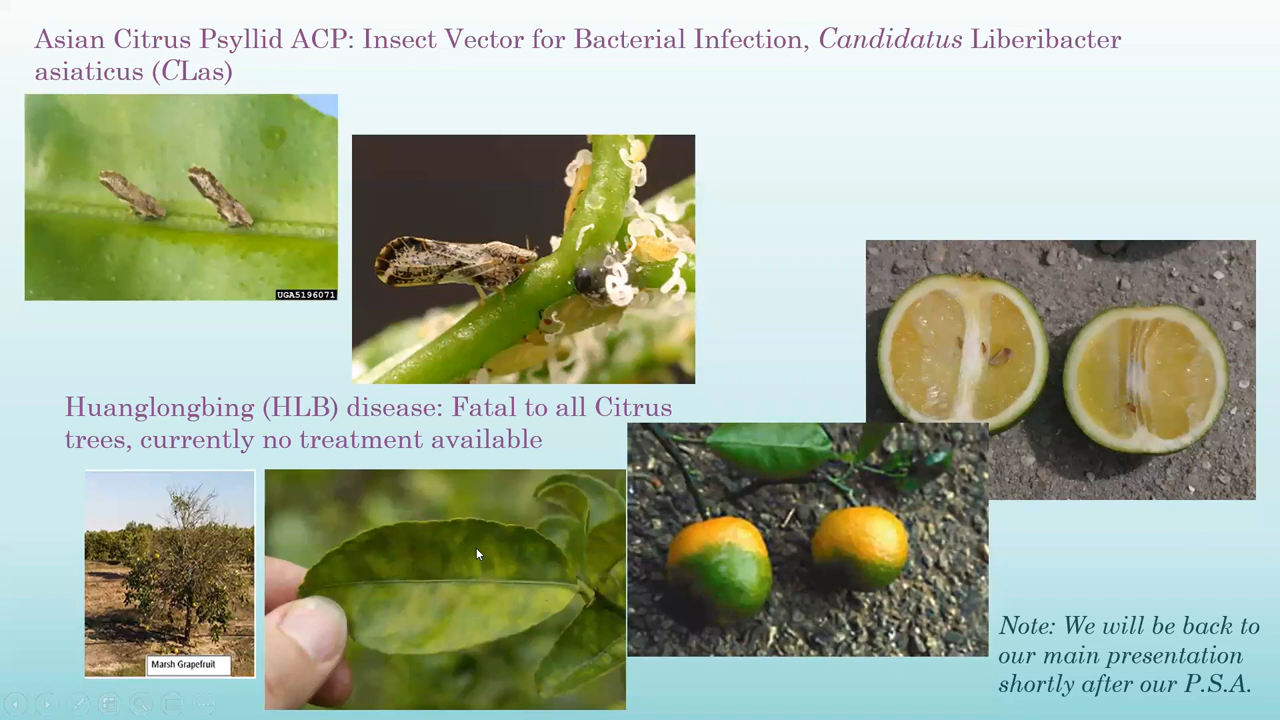 Asian Citrus Psyllid ACP: Insect Vector for Bacterial Infection, Candidatus Liberibacter
asiaticus (CLas)
UGA5196071
Huanglongbing (HLB) disease: Fatal to all Citrus
trees, currently no treatment available
Marsh Grapefruit
Note: We will be back to
our main presentation
shortly after our P.S.A.